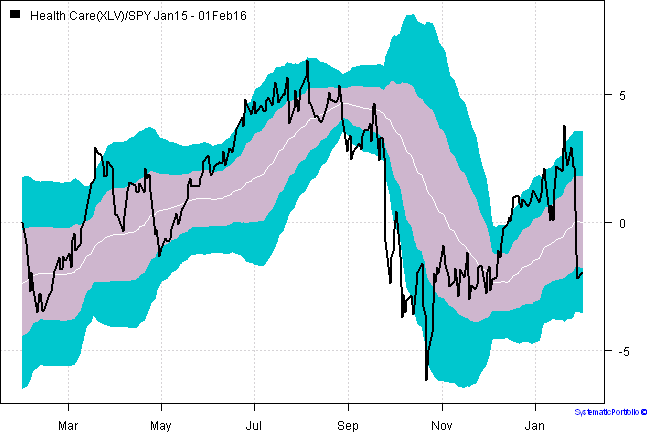 Health Care(XLV)/SPY Jan15 - 01Feb16
5
0
-5
Mar May Jul Sep Nov Jan
SystematicPortfolio ©